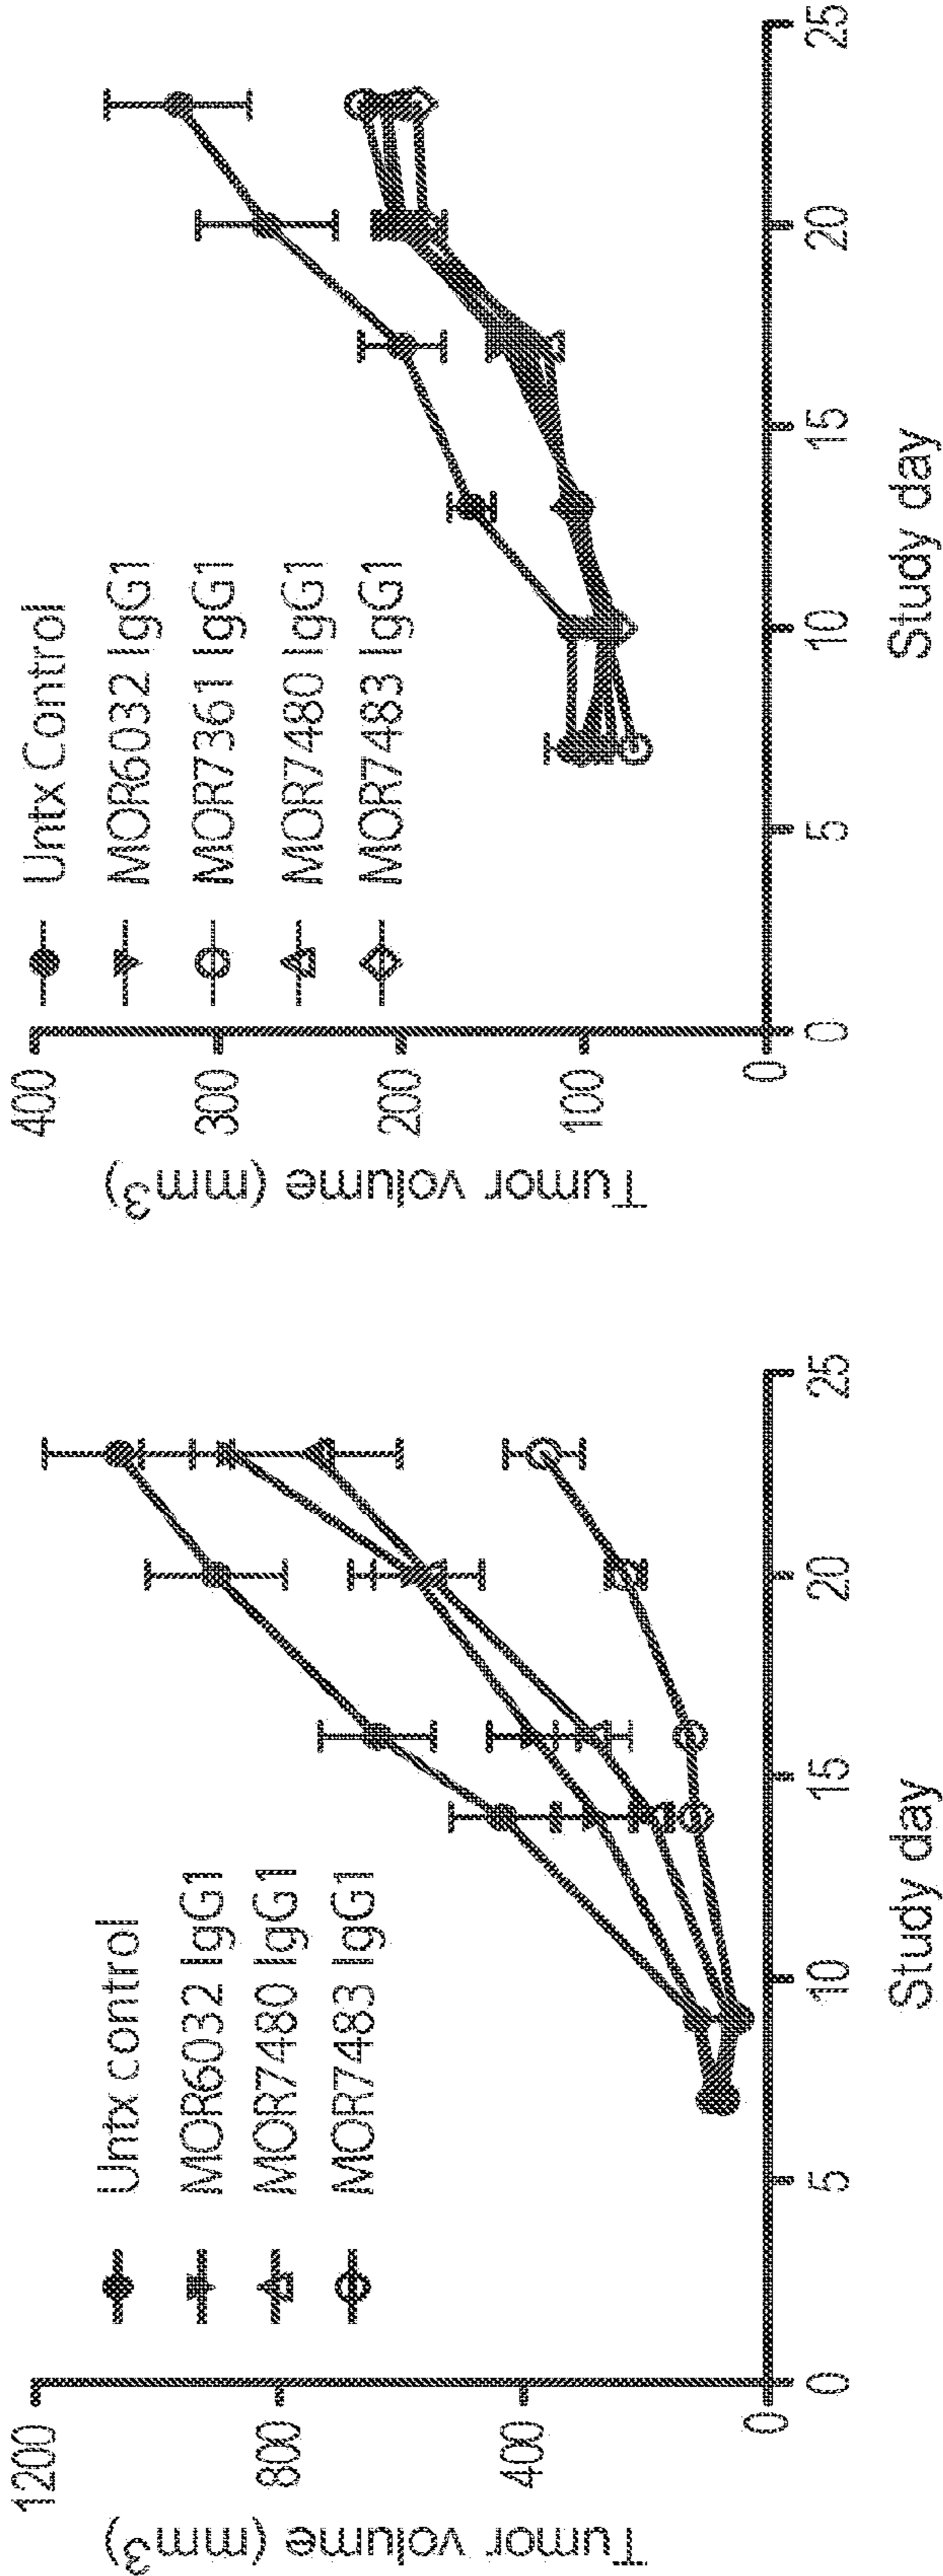 Tumor volume (mm3)
1200
800
400
0
Untx control
MOR6032 IgG1
MOR7480 IgG1
MOR7483 IgG1
0
5
10
15
20
25
Study day
Tumor volume (mm3)
400
300
200
100
0
Untx Control
MOR6032 IgG1
MOR7361 IgG1
MOR7480 IgG1
MOR7483 IgG1
0
5
10
15
20
25
Study day